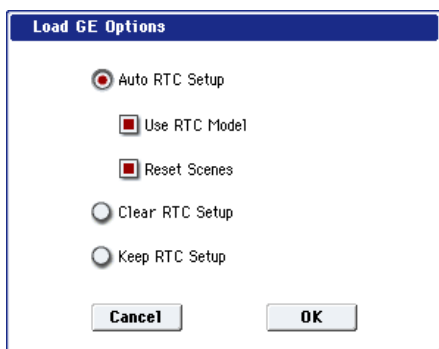 Load GE Options
Auto RTC Setup
Use RTC Model
Reset Scenes
Clear RTC Setup
Keep RTC Setup
Cancel OK